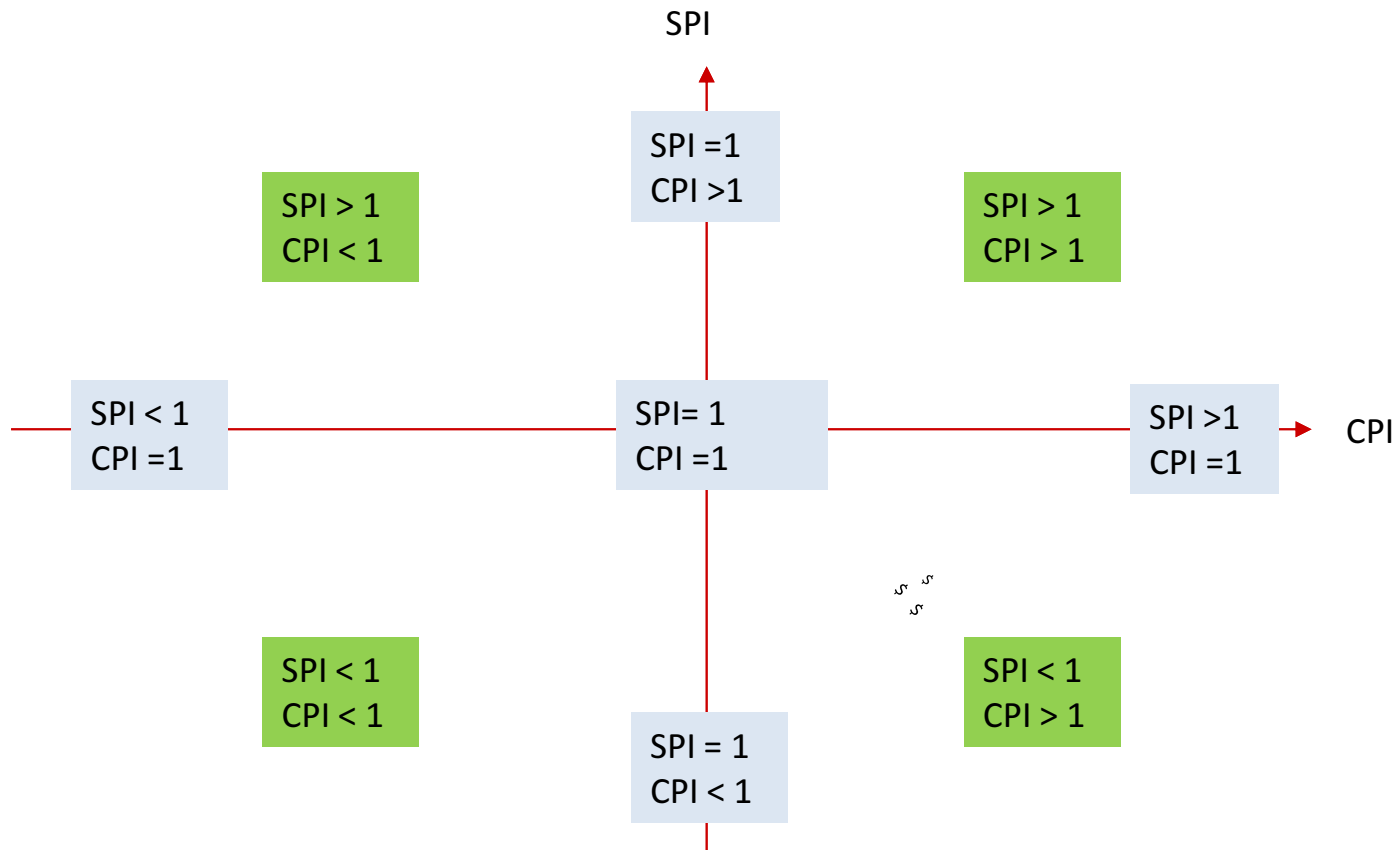 SPI
SPI =1
CPI >1
SPI > 1
CPI < 1
SPI > 1
CPI > 1
SPI < 1
CPI =1
SPI= 1
CPI =1
SPI >1
CPI =1
CPI
SPI < 1
CPI < 1
SPI < 1
CPI > 1
SPI = 1
CPI < 1